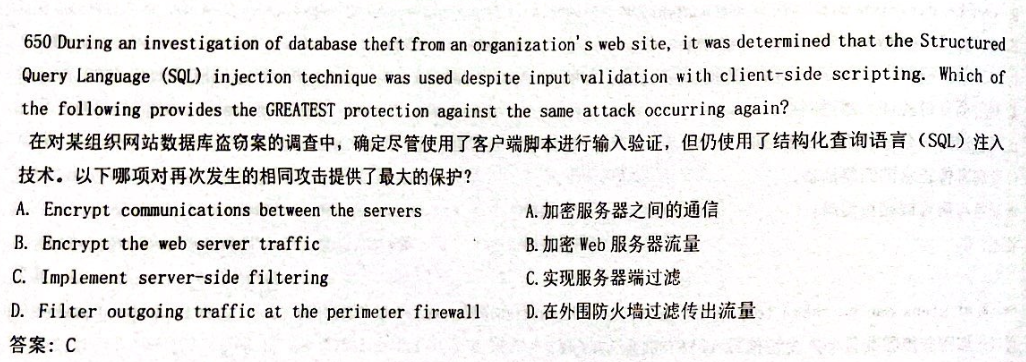 650 During an investigation of database theft from an organization's web site, it was determined that the Structured
Query Language (SQL) injection technique was used despite input validation with client-side scripting. Which of
the following provides the GREATEST protection against the same attack occurring again?
在对某组织网站数据库盗窃案的调查中，确定尽管使用了客户端脚本进行输入验证，但仍使用了结构化查询语言（SQL）注入
技术。以下哪项对再次发生的相同攻击提供了最大的保护？
A. Encrypt communications between the servers A.加密服务器之间的通信
B. Encrypt the web server traffic B.加密 Web 服务器流量
C. Implement server-side filtering C.实现服务器端过滤
D. Filter outgoing traffic at the perimeter firewall D.在外围防火墙过滤传出流量
答案：C